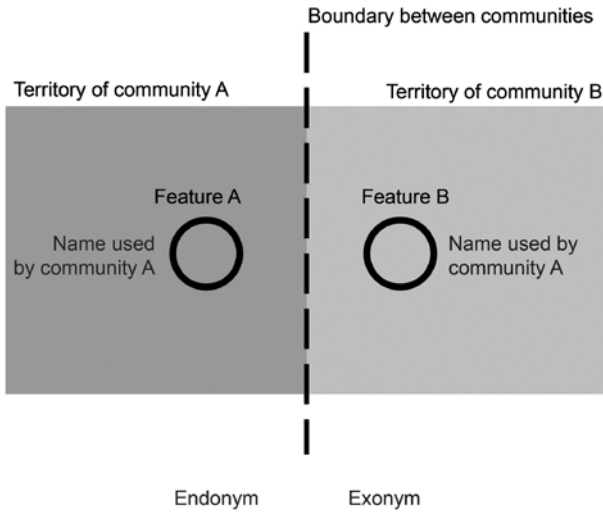 Boundary between communities
Territory of community A
Territory of community B
Feature A
Feature B
Name used
by community A
Name used by
community A
Endonym
Exonym